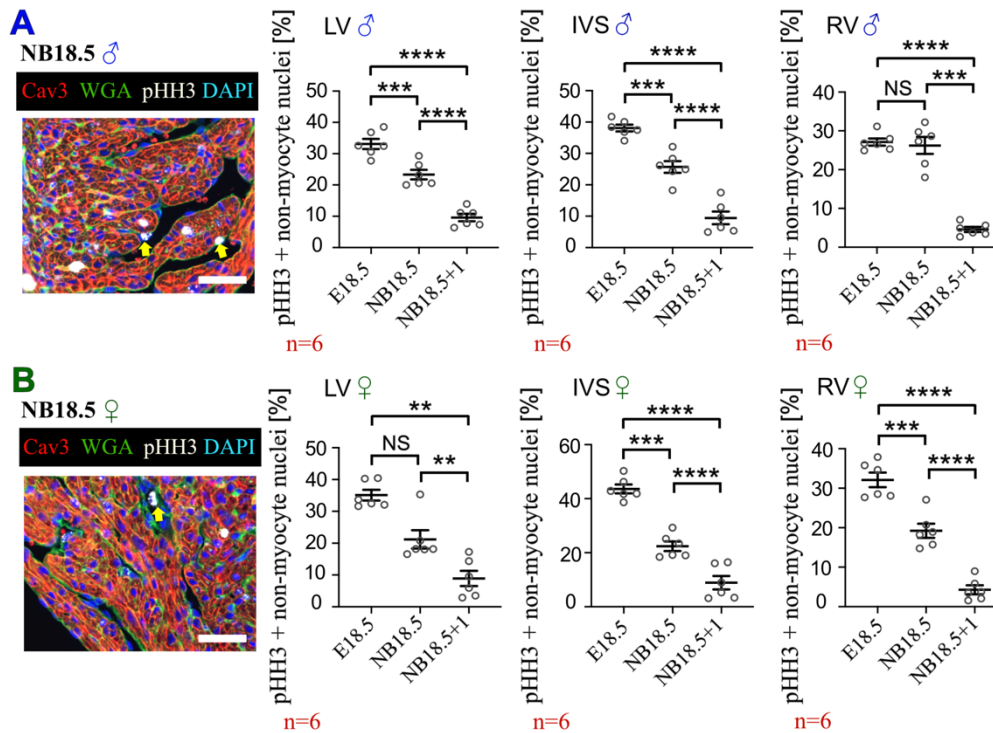 A
NB18.5 ♂
Cav3 WGA pHH3 DAPI
LV ♂
pHH3 + non-myocyte nuclei [%]
****
***
****
40
30
20
10
0
E18.5
NB18.5
NB18.5+1
n=6
IVS ♂
pHH3 + non-myocyte nuclei [%]
****
***
****
50
40
30
20
10
0
E18.5
NB18.5
NB18.5+1
n=6
RV ♂
pHH3 + non-myocyte nuclei [%]
****
NS
***
40
30
20
10
0
E18.5
NB18.5
NB18.5+1
n=6
B
NB18.5 ♀
Cav3 WGA pHH3 DAPI
LV ♀
pHH3 + non-myocyte nuclei [%]
**
NS
**
50
40
30
20
10
0
E18.5
NB18.5
NB18.5+1
n=6
IVS ♀
pHH3 + non-myocyte nuclei [%]
****
***
****
60
40
20
0
E18.5
NB18.5
NB18.5+1
n=6
RV ♀
pHH3 + non-myocyte nuclei [%]
****
***
****
40
30
20
10
0
E18.5
NB18.5
NB18.5+1
n=6